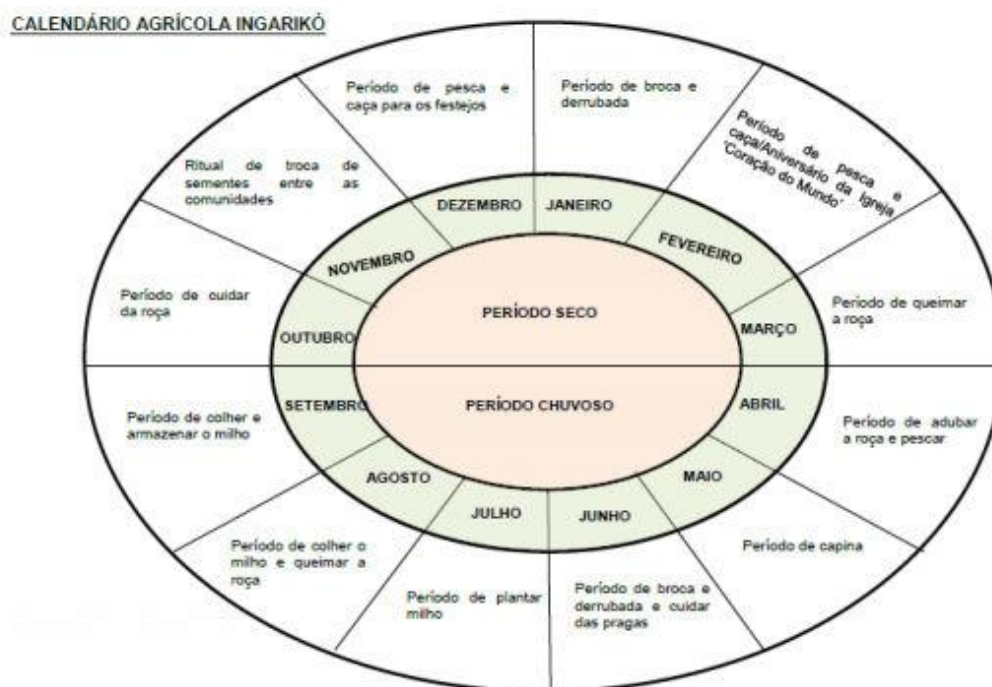 CALENDÁRIO AGRÍCOLA INGARIKÓ
Período de pesca e
caça para os festejos
Período de broca e
derrubada
Período de pesca e
caça/Aniversário da Igreja
'Coração do Mundo'
Ritual de troca de
sementes entre as
comunidades
DEZEMBRO
JANEIRO
NOVEMBRO
FEVEREIRO
Período de cuidar
da roça
Período de queimar
a roça
OUTUBRO
PERÍODO SECO
MARÇO
SETEMBRO
PERÍODO CHUVOSO
ABRIL
Período de colher e
armazenar o milho
Período de adubar
a roça e pescar
AGOSTO
MAIO
JULHO
JUNHO
Período de colher o
milho e queimar a
roça
Período de capina
Período de plantar
milho
Período de broca e
derrubada e cuidar
das pragas